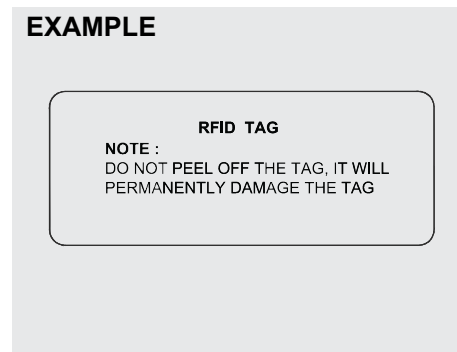 EXAMPLE
RFID TAG
NOTE :
DO NOT PEEL OFF THE TAG, IT WILL
PERMANENTLY DAMAGE THE TAG